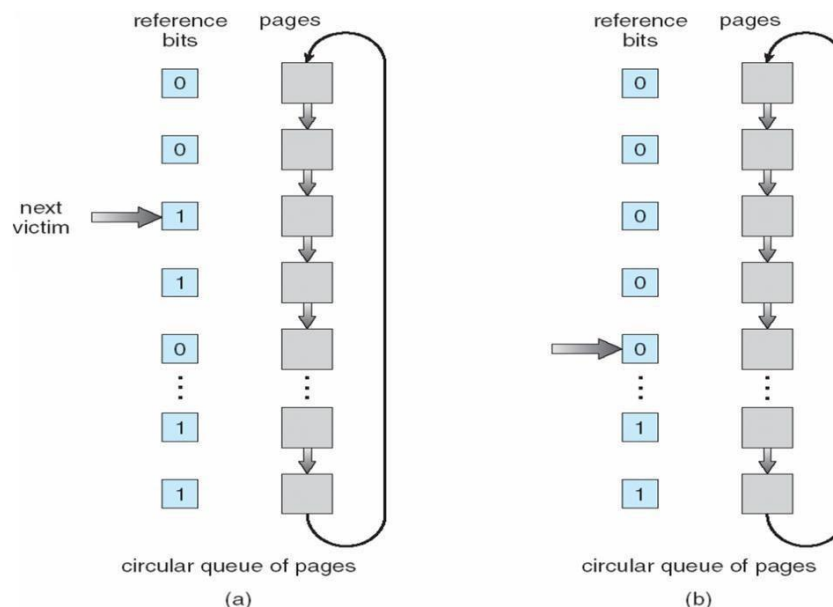 reference
bits
pages
0
0
next
victim
1
1
0
1
1
circular queue of pages
(a)
reference
bits
pages
0
0
0
0
0
1
1
circular queue of pages
(b)